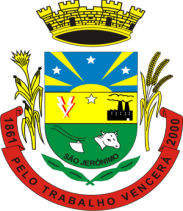 SÃO JERÔNIMO
1861 PELO TRABALHO VENCERÁ 2000